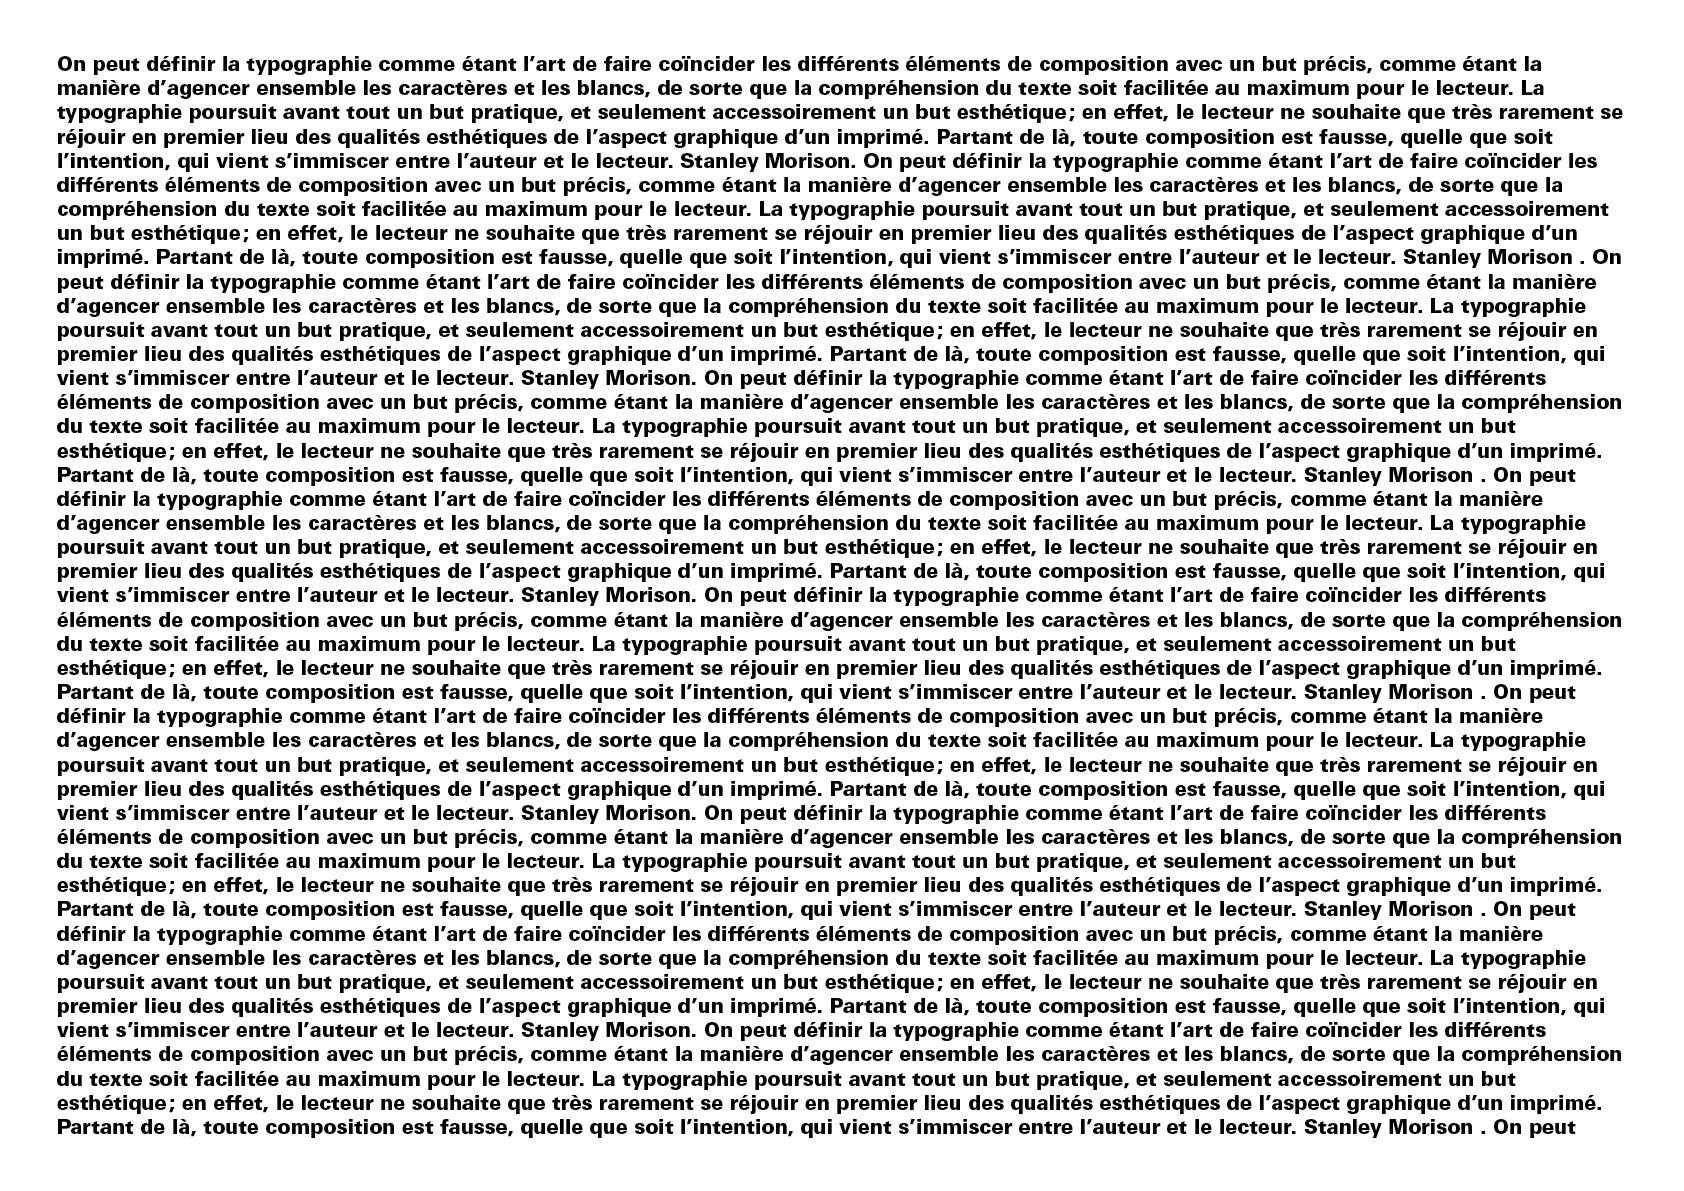 On peut définir la typographie comme étant l’art de faire coïncider les différents éléments de composition avec un but précis, comme étant la
manière d’agencer ensemble les caractères et les blancs, de sorte que la compréhension du texte soit facilitée au maximum pour le lecteur. La
typographie poursuit avant tout un but pratique, et seulement accessoirement un but esthétique; en effet, le lecteur ne souhaite que très rarement se
réjouir en premier lieu des qualités esthétiques de l’aspect graphique d’un imprimé. Partant de là, toute composition est fausse, quelle que soit
l’intention, qui vient s’immiscer entre l’auteur et le lecteur. Stanley Morison. On peut définir la typographie comme étant l’art de faire coïncider les
différents éléments de composition avec un but précis, comme étant la manière d’agencer ensemble les caractères et les blancs, de sorte que la
compréhension du texte soit facilitée au maximum pour le lecteur. La typographie poursuit avant tout un but pratique, et seulement accessoirement
un but esthétique; en effet, le lecteur ne souhaite que très rarement se réjouir en premier lieu des qualités esthétiques de l’aspect graphique d’un
imprimé. Partant de là, toute composition est fausse, quelle que soit l’intention, qui vient s’immiscer entre l’auteur et le lecteur. Stanley Morison . On
peut définir la typographie comme étant l’art de faire coïncider les différents éléments de composition avec un but précis, comme étant la manière
d’agencer ensemble les caractères et les blancs, de sorte que la compréhension du texte soit facilitée au maximum pour le lecteur. La typographie
poursuit avant tout un but pratique, et seulement accessoirement un but esthétique; en effet, le lecteur ne souhaite que très rarement se réjouir en
premier lieu des qualités esthétiques de l’aspect graphique d’un imprimé. Partant de là, toute composition est fausse, quelle que soit l’intention, qui
vient s’immiscer entre l’auteur et le lecteur. Stanley Morison. On peut définir la typographie comme étant l’art de faire coïncider les différents
éléments de composition avec un but précis, comme étant la manière d’agencer ensemble les caractères et les blancs, de sorte que la compréhension
du texte soit facilitée au maximum pour le lecteur. La typographie poursuit avant tout un but pratique, et seulement accessoirement un but
esthétique; en effet, le lecteur ne souhaite que très rarement se réjouir en premier lieu des qualités esthétiques de l’aspect graphique d’un imprimé.
Partant de là, toute composition est fausse, quelle que soit l’intention, qui vient s’immiscer entre l’auteur et le lecteur. Stanley Morison . On peut
définir la typographie comme étant l’art de faire coïncider les différents éléments de composition avec un but précis, comme étant la manière
d’agencer ensemble les caractères et les blancs, de sorte que la compréhension du texte soit facilitée au maximum pour le lecteur. La typographie
poursuit avant tout un but pratique, et seulement accessoirement un but esthétique; en effet, le lecteur ne souhaite que très rarement se réjouir en
premier lieu des qualités esthétiques de l’aspect graphique d’un imprimé. Partant de là, toute composition est fausse, quelle que soit l’intention, qui
vient s’immiscer entre l’auteur et le lecteur. Stanley Morison. On peut définir la typographie comme étant l’art de faire coïncider les différents
éléments de composition avec un but précis, comme étant la manière d’agencer ensemble les caractères et les blancs, de sorte que la compréhension
du texte soit facilitée au maximum pour le lecteur. La typographie poursuit avant tout un but pratique, et seulement accessoirement un but
esthétique; en effet, le lecteur ne souhaite que très rarement se réjouir en premier lieu des qualités esthétiques de l’aspect graphique d’un imprimé.
Partant de là, toute composition est fausse, quelle que soit l’intention, qui vient s’immiscer entre l’auteur et le lecteur. Stanley Morison . On peut
définir la typographie comme étant l’art de faire coïncider les différents éléments de composition avec un but précis, comme étant la manière
d’agencer ensemble les caractères et les blancs, de sorte que la compréhension du texte soit facilitée au maximum pour le lecteur. La typographie
poursuit avant tout un but pratique, et seulement accessoirement un but esthétique; en effet, le lecteur ne souhaite que très rarement se réjouir en
premier lieu des qualités esthétiques de l’aspect graphique d’un imprimé. Partant de là, toute composition est fausse, quelle que soit l’intention, qui
vient s’immiscer entre l’auteur et le lecteur. Stanley Morison. On peut définir la typographie comme étant l’art de faire coïncider les différents
éléments de composition avec un but précis, comme étant la manière d’agencer ensemble les caractères et les blancs, de sorte que la compréhension
du texte soit facilitée au maximum pour le lecteur. La typographie poursuit avant tout un but pratique, et seulement accessoirement un but
esthétique; en effet, le lecteur ne souhaite que très rarement se réjouir en premier lieu des qualités esthétiques de l’aspect graphique d’un imprimé.
Partant de là, toute composition est fausse, quelle que soit l’intention, qui vient s’immiscer entre l’auteur et le lecteur. Stanley Morison . On peut
définir la typographie comme étant l’art de faire coïncider les différents éléments de composition avec un but précis, comme étant la manière
d’agencer ensemble les caractères et les blancs, de sorte que la compréhension du texte soit facilitée au maximum pour le lecteur. La typographie
poursuit avant tout un but pratique, et seulement accessoirement un but esthétique; en effet, le lecteur ne souhaite que très rarement se réjouir en
premier lieu des qualités esthétiques de l’aspect graphique d’un imprimé. Partant de là, toute composition est fausse, quelle que soit l’intention, qui
vient s’immiscer entre l’auteur et le lecteur. Stanley Morison. On peut définir la typographie comme étant l’art de faire coïncider les différents
éléments de composition avec un but précis, comme étant la manière d’agencer ensemble les caractères et les blancs, de sorte que la compréhension
du texte soit facilitée au maximum pour le lecteur. La typographie poursuit avant tout un but pratique, et seulement accessoirement un but
esthétique; en effet, le lecteur ne souhaite que très rarement se réjouir en premier lieu des qualités esthétiques de l’aspect graphique d’un imprimé.
Partant de là, toute composition est fausse, quelle que soit l’intention, qui vient s’immiscer entre l’auteur et le lecteur. Stanley Morison . On peut